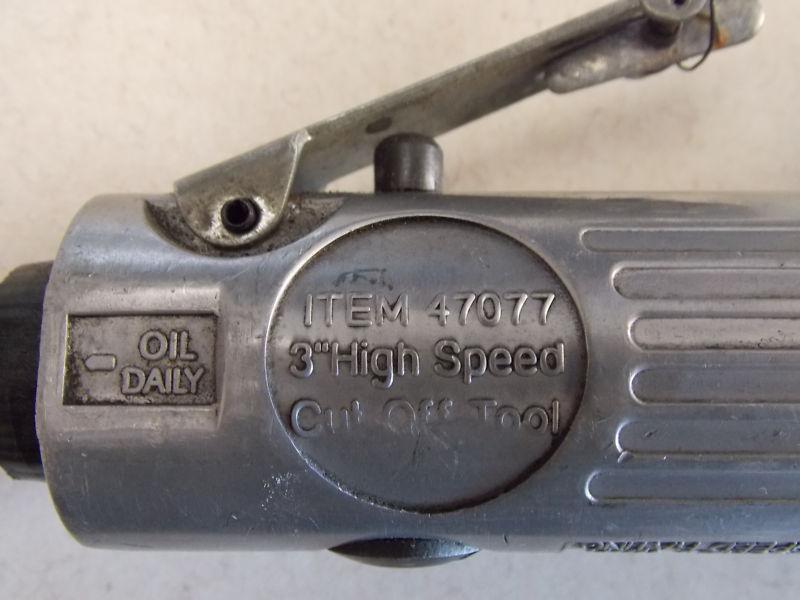 OIL
DAILY
ITEM 47077
3" High Speed
Cut Off Tool